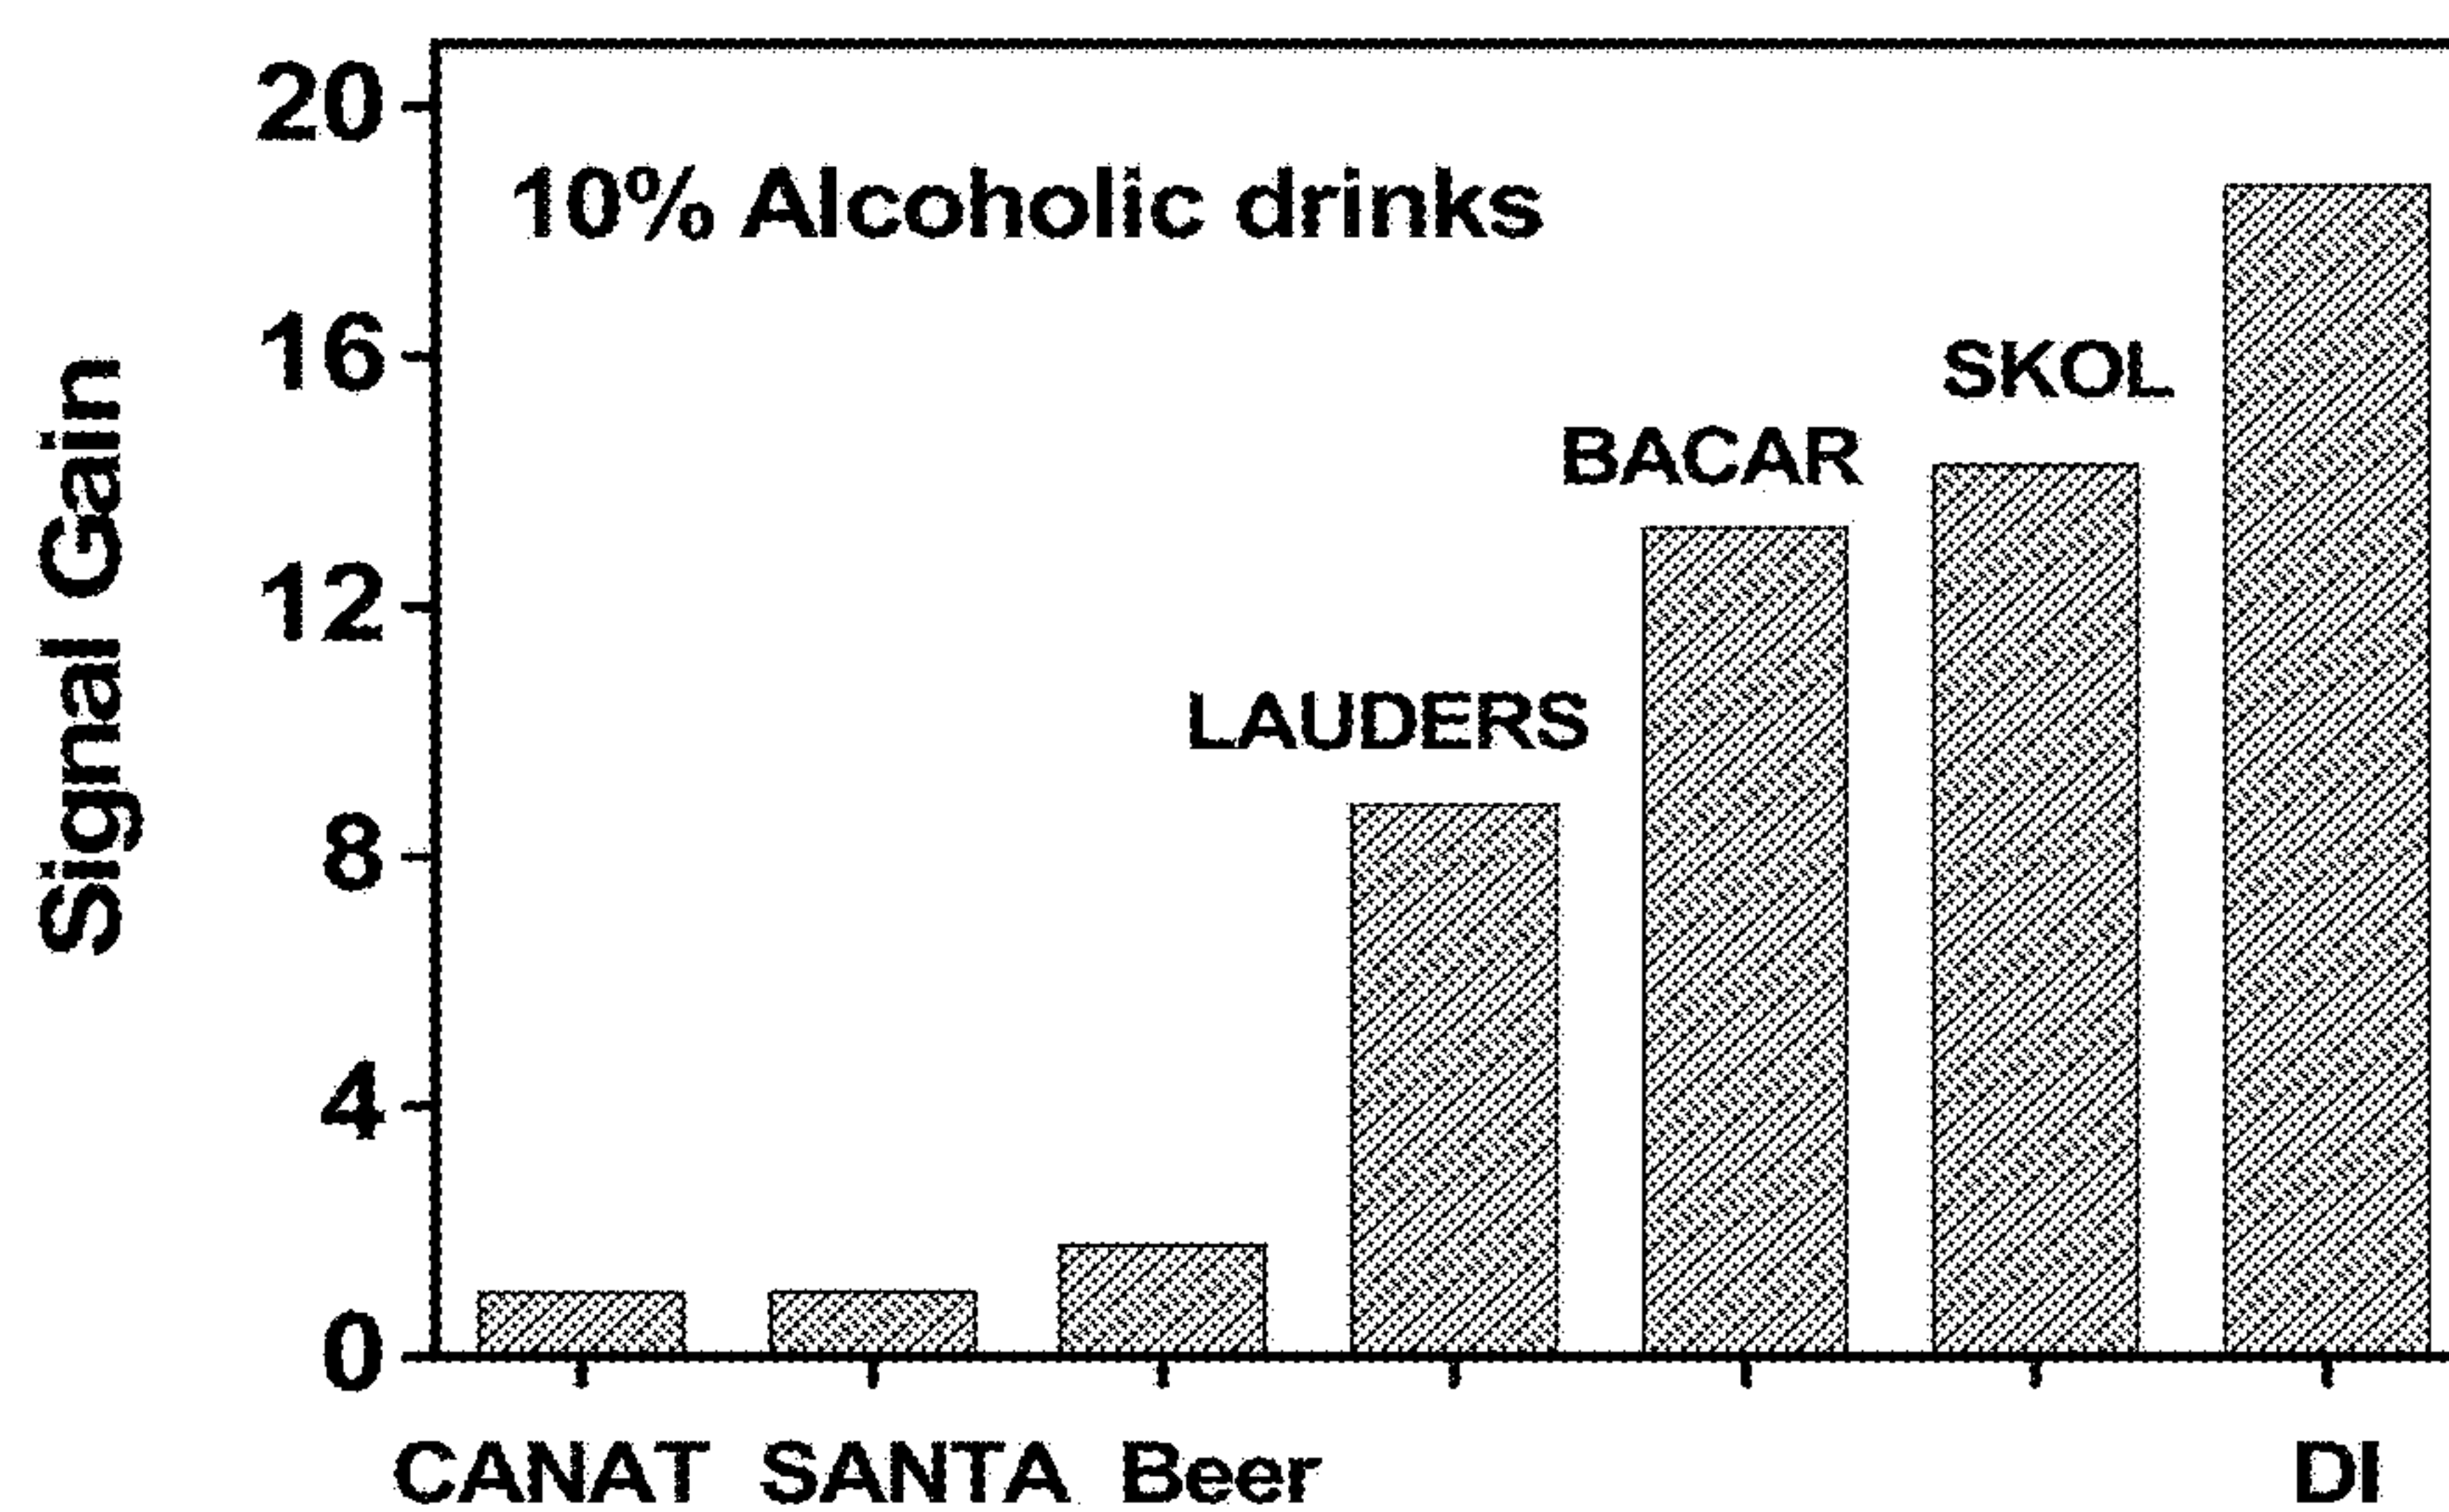 Signal Gain
20
16
12
8
4
0
10% Alcoholic drinks
SKOL
BACAR
LAUDERS
CANAT SANTA Beer DI